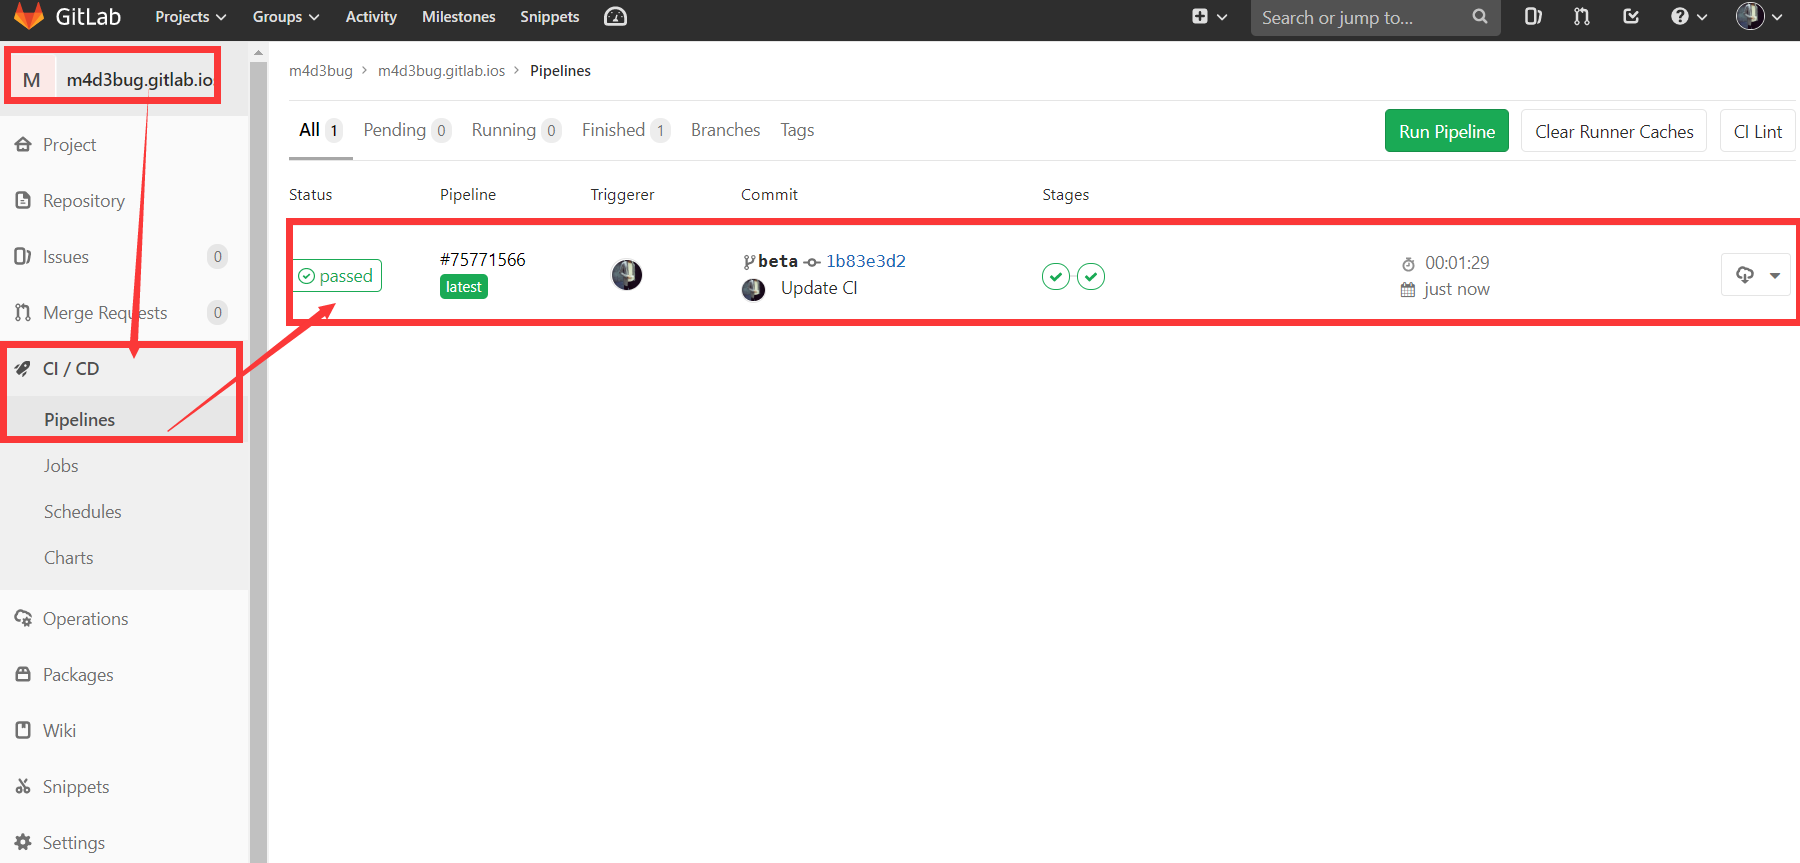 GitLab Projects Groups Activity Milestones Snippets Search or jump to...
M m4d3bug.gitlab.io
Project
Repository
Issues 0
Merge Requests 0
CI / CD
Pipelines
Jobs
Schedules
Charts
Operations
Packages
Wiki
Snippets
Settings
m4d3bug > m4d3bug.gitlab.ios > Pipelines
All 1 Pending 0 Running 0 Finished 1 Branches Tags Run Pipeline Clear Runner Caches CI Lint
Status Pipeline Triggerer Commit Stages
passed #75771566 beta 1b83e3d2 00:01:29
latest Update CI just now